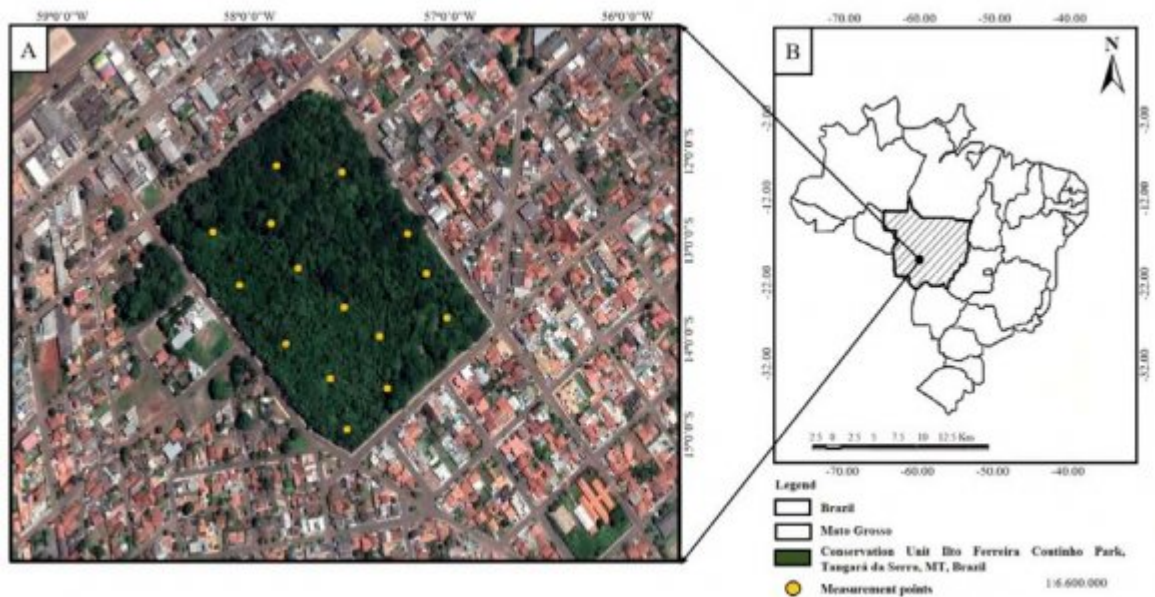 59°0'0"W 58°0'0"W 57°0'0"W 56°0'0"W
A
12°0'0"S
13°0'0"S
14°0'0"S
15°0'0"S
-70.00 -60.00 -50.00 -40.00
B
N
-2.00 -2.00
-12.00 -12.00
-22.00 -22.00
-32.00 -32.00
2.5 0 2.5 5 7.5 10 12.5 Km
-70.00 -60.00 -50.00 -40.00
Legend
Brazil
Mato Grosso
Conservation Unit Ilto Ferreira Coutinho Park,
Tangará da Serra, MT, Brazil
Measurement points
1:6.600.000